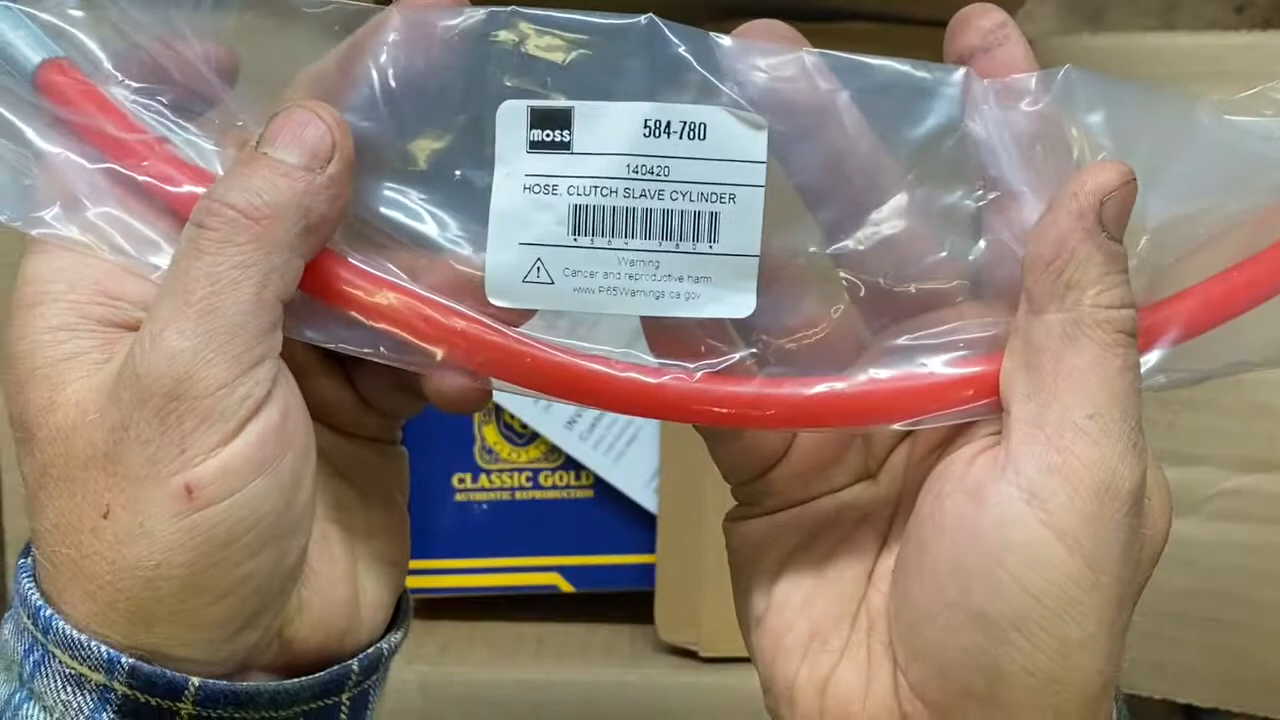 moss
584-780
140420
HOSE, CLUTCH SLAVE CYLINDER
Warning
Cancer and reproductive harm
www.P65Warnings.ca.gov
GOLD
CLASSIC GOLD
AUTHENTIC REPRODUCTION